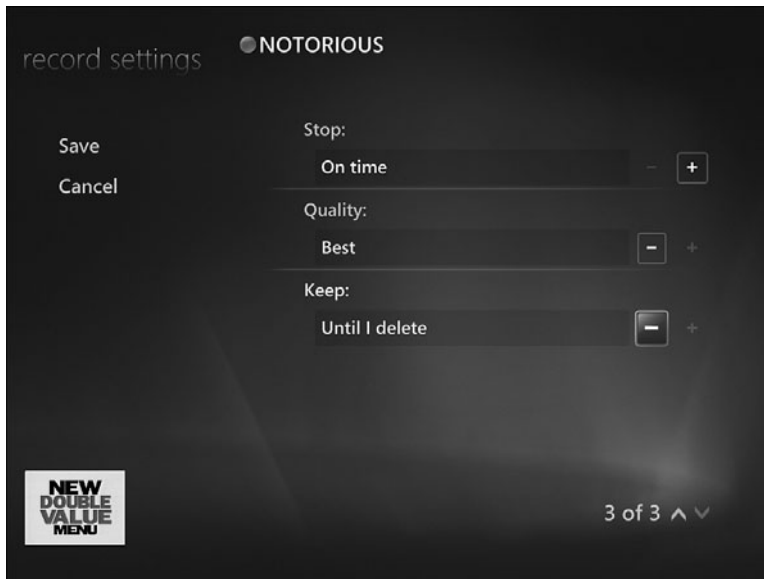 record settings
NOTORIOUS
Save
Cancel
Stop:
On time
- +
Quality:
Best
- +
Keep:
Until I delete
- +
NEW
DOUBLE
VALUE
MENU
3 of 3